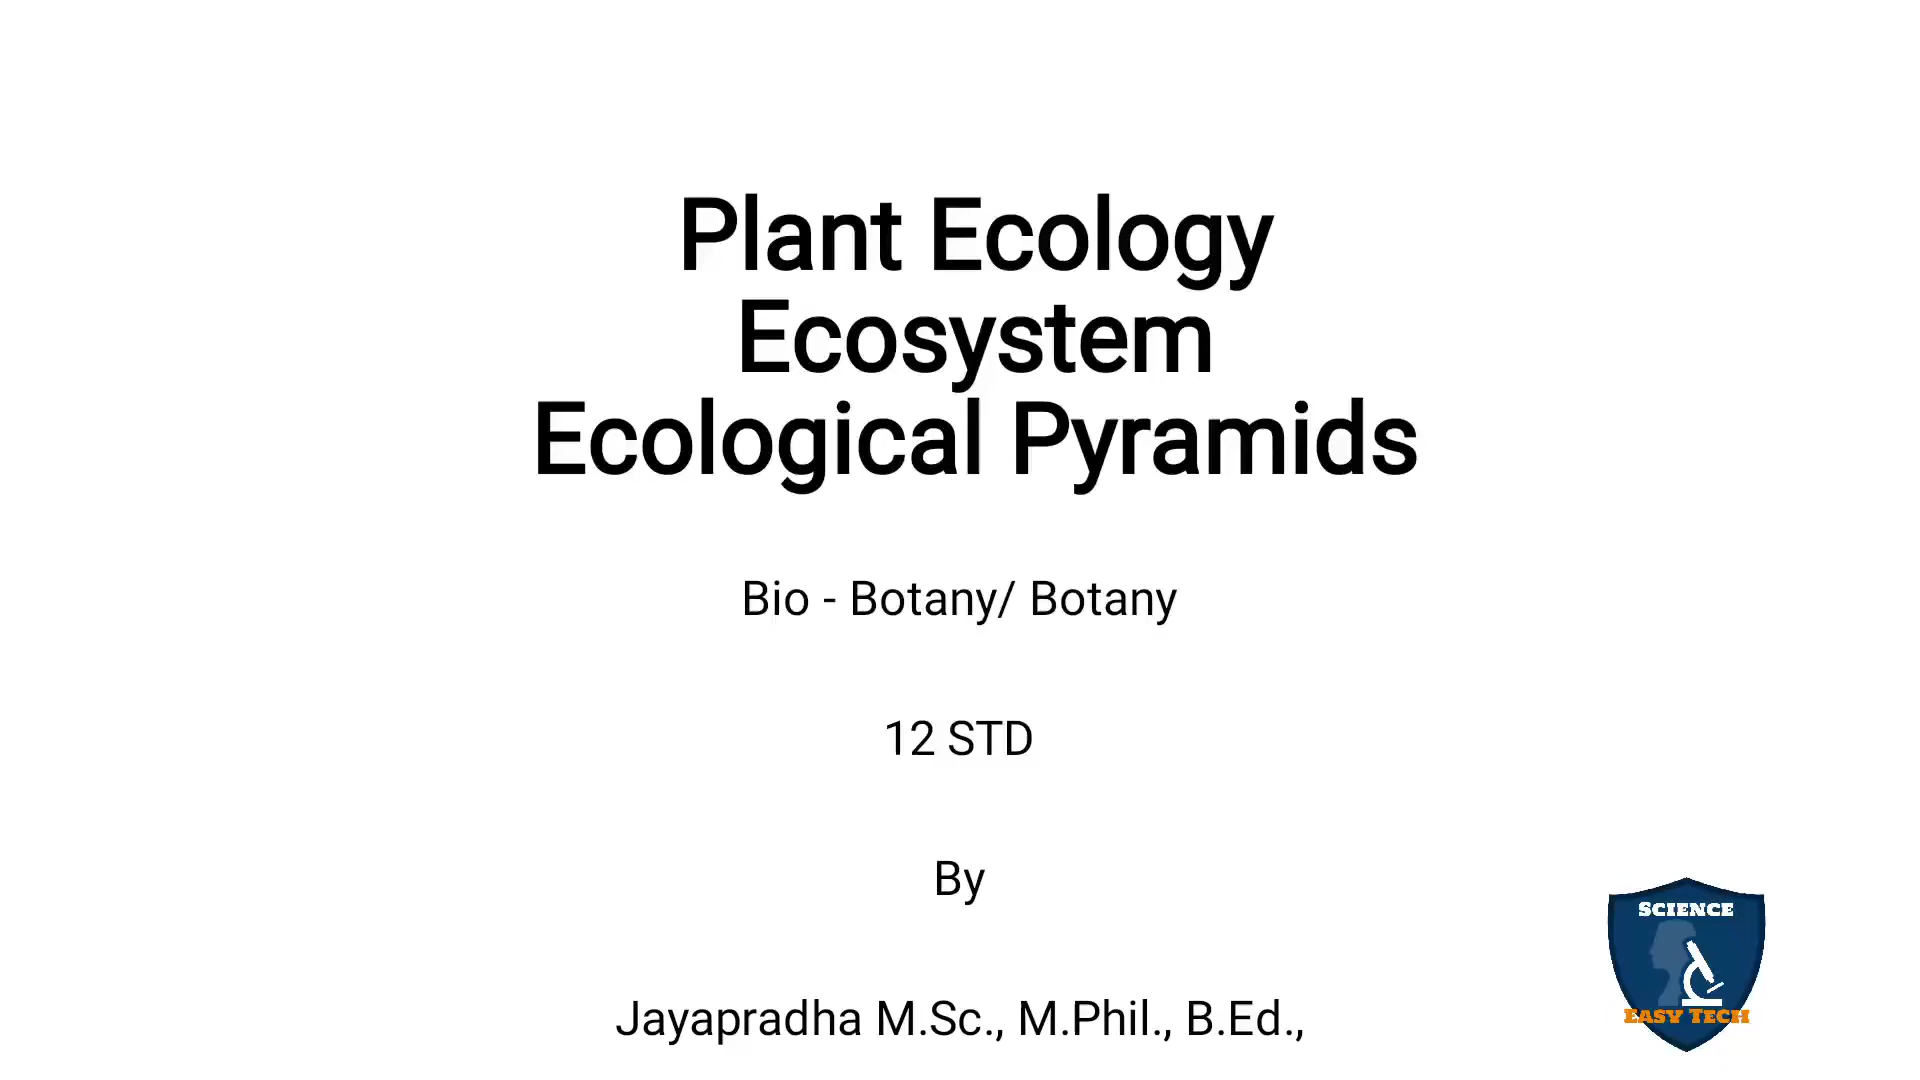 Plant Ecology
Ecosystem
Ecological Pyramids
Bio - Botany/ Botany
12 STD
By
Jayapradha M.Sc., M.Phil., B.Ed.,
SCIENCE
EASY TECH